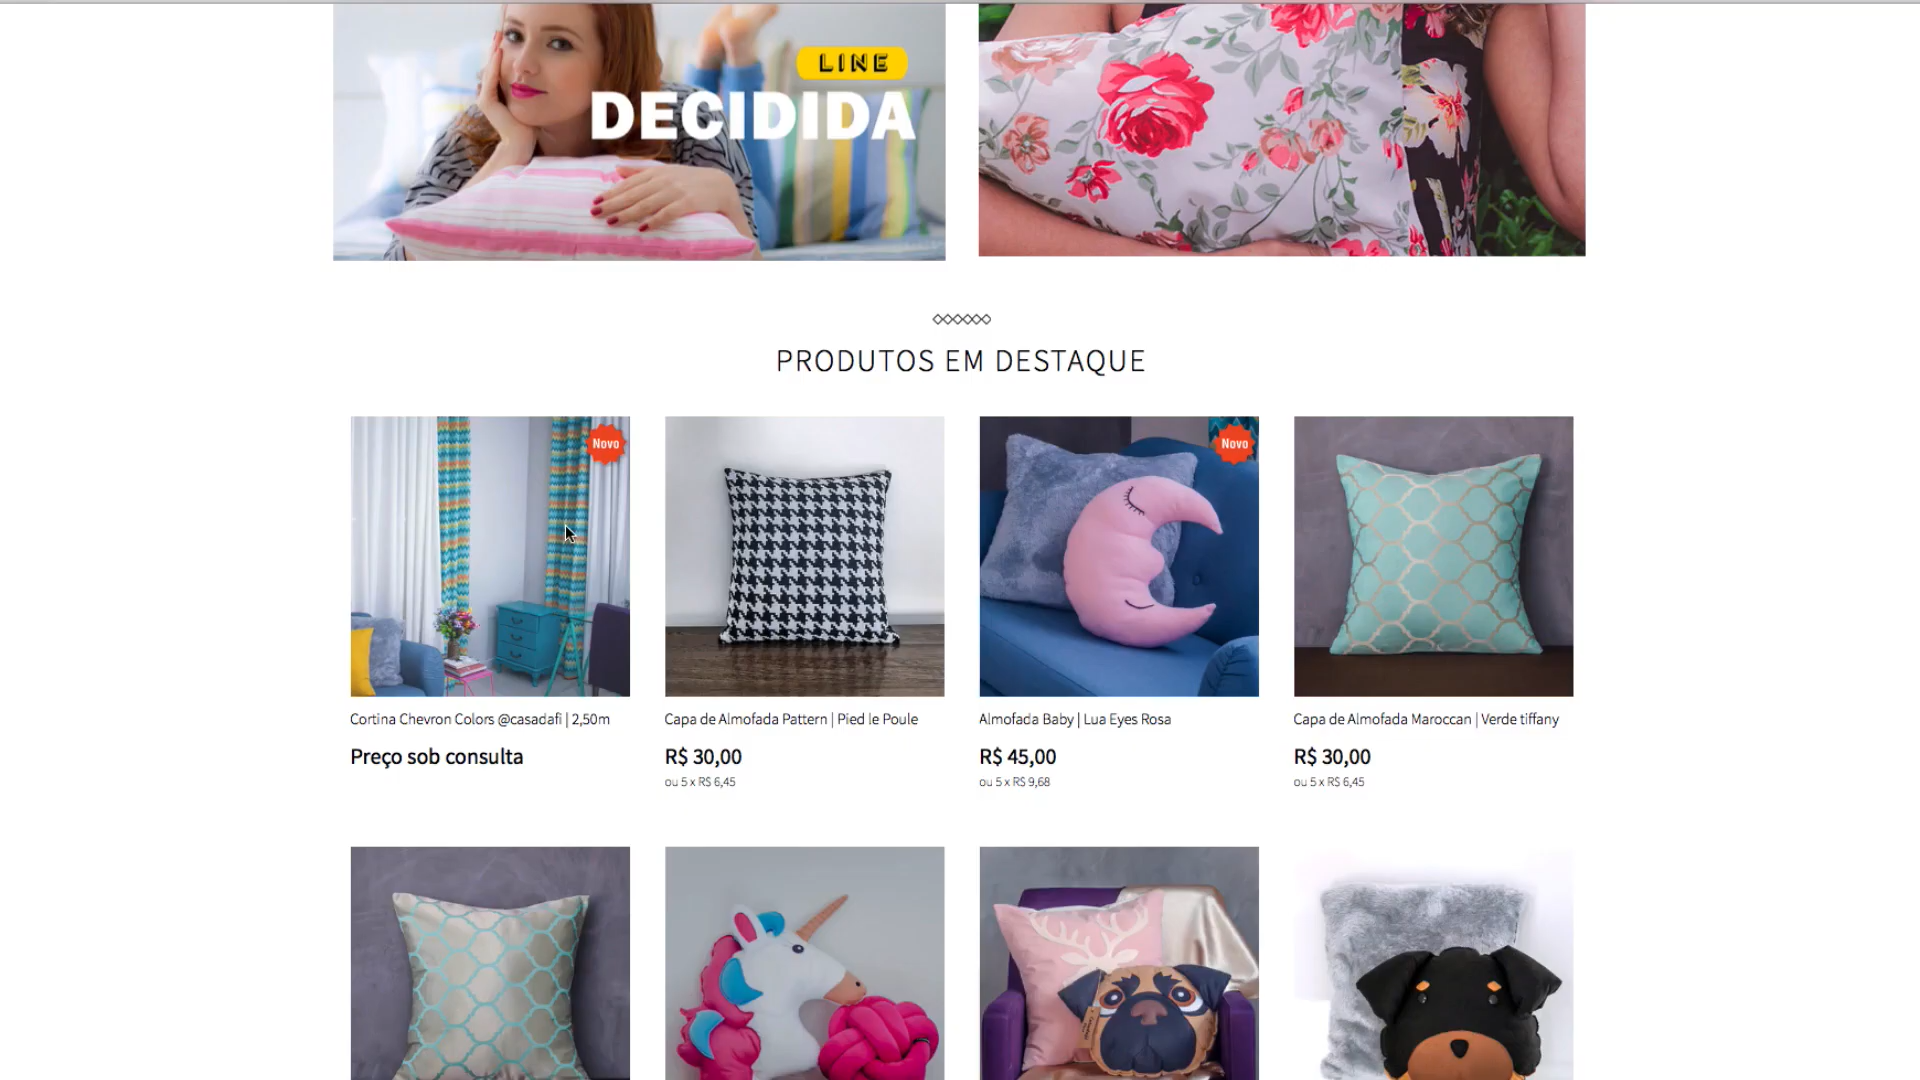 LINE
DECIDIDA
PRODUTOS EM DESTAQUE
Novo
Novo
Cortina Chevron Colors @casadafi | 2,50m
Preço sob consulta
Capa de Almofada Pattern | Pied le Poule
R$ 30,00
ou 5 x R$ 6,45
Almofada Baby | Lua Eyes Rosa
R$ 45,00
ou 5 x R$ 9,68
Capa de Almofada Maroccan | Verde tiffany
R$ 30,00
ou 5 x R$ 6,45